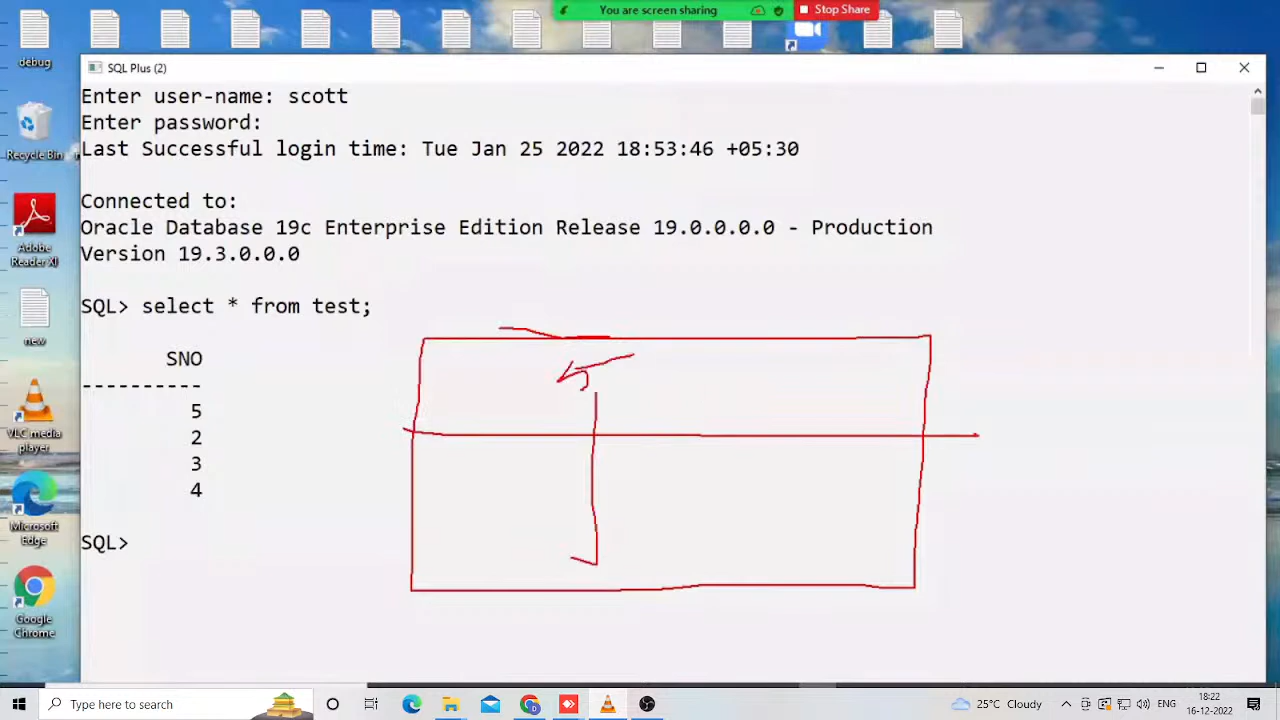 You are screen sharing
Stop Share
debug
SQL Plus (2)
Enter user-name: scott
Enter password:
Last Successful login time: Tue Jan 25 2022 18:53:46 +05:30
Connected to:
Oracle Database 19c Enterprise Edition Release 19.0.0.0.0 - Production
Version 19.3.0.0.0
SQL> select * from test;
SNO
----------
5
2
3
4
SQL>
Recycle Bin
Adobe
Reader XI
new
VLC media
player
Microsoft
Edge
Google
Chrome
Type here to search
25°C Cloudy
ENG
18:22
16-12-2022